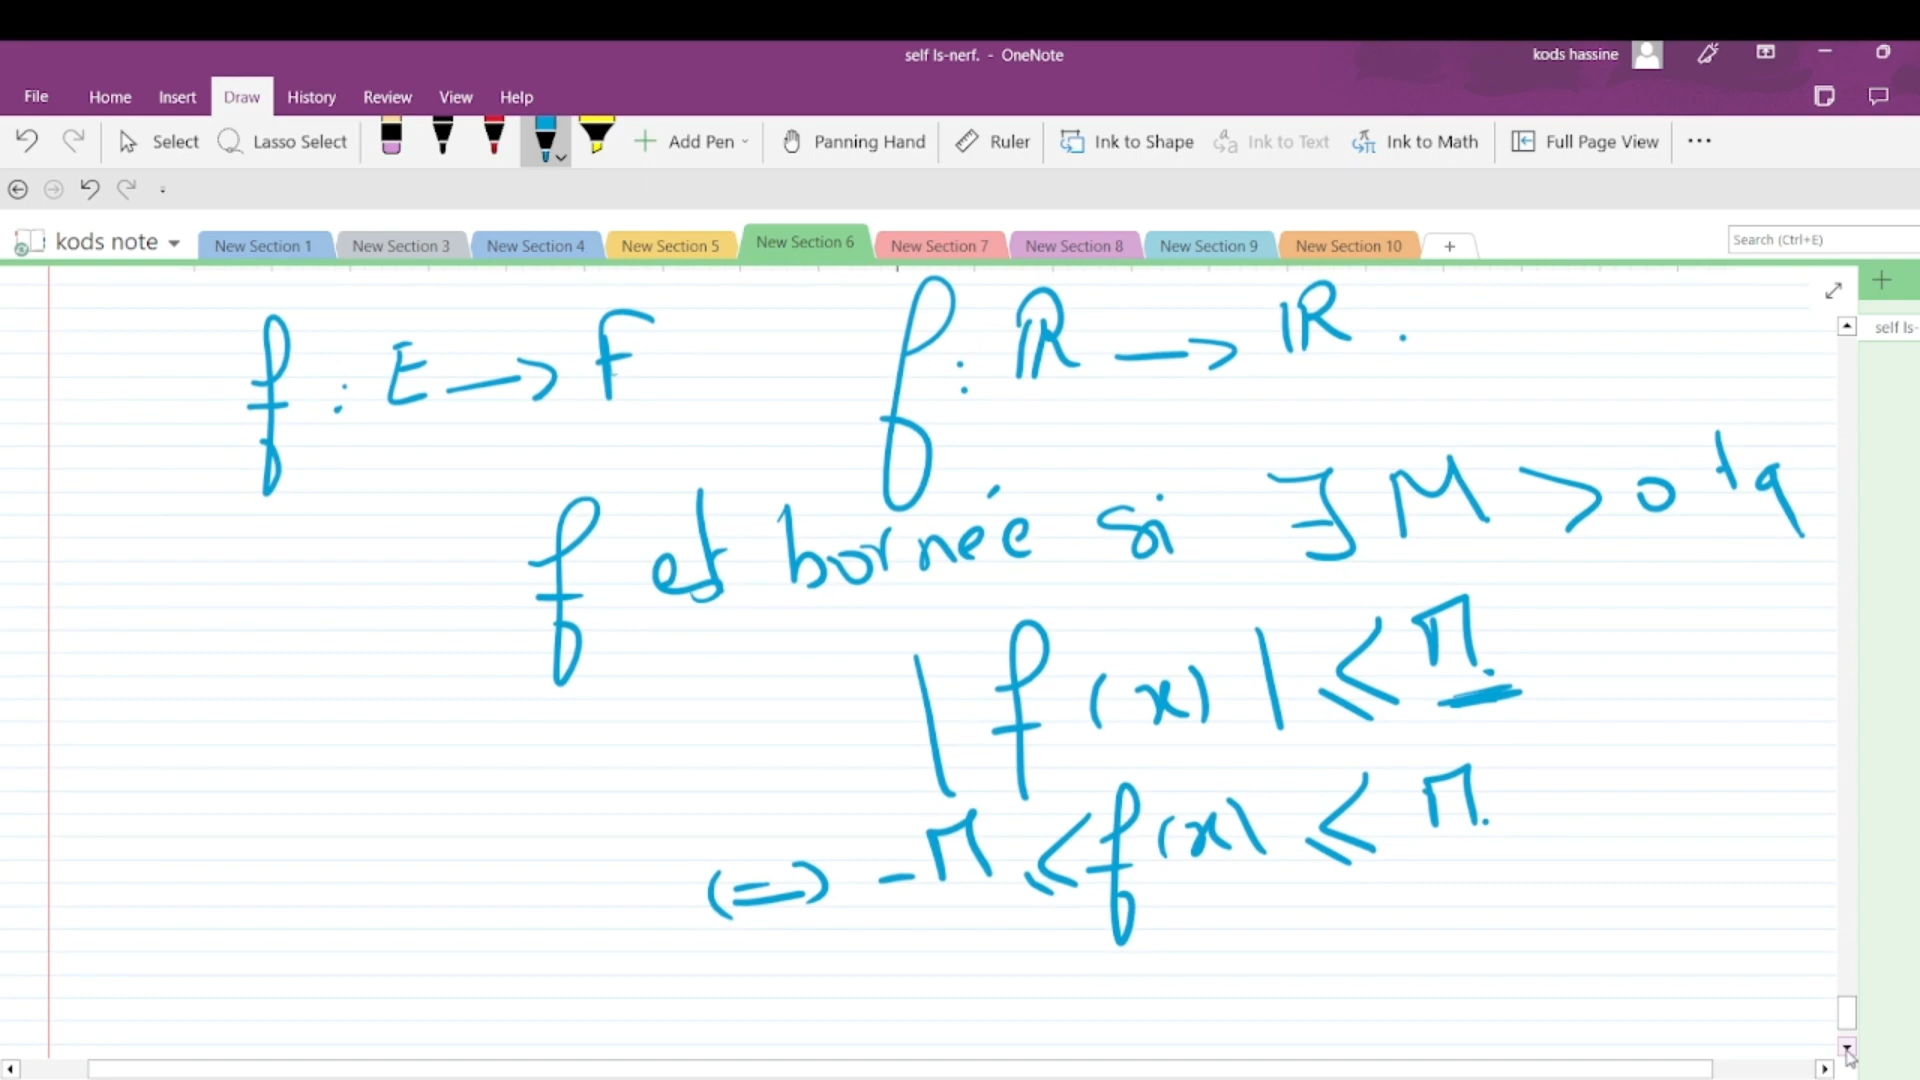 self ls-nerf. - OneNote
kods hassine
File Home Insert Draw History Review View Help
Select Lasso Select Add Pen Panning Hand Ruler Ink to Shape Ink to Text Ink to Math Full Page View
kods note New Section 1 New Section 3 New Section 4 New Section 5 New Section 6 New Section 7 New Section 8 New Section 9 New Section 10 + Search (Ctrl+E)
self ls-
f : E → F f : ℝ → ℝ.
f est bornée si ∃ M > 0 tq
| f(x) | ≤ M.
(=) -M ≤ f(x) ≤ M.